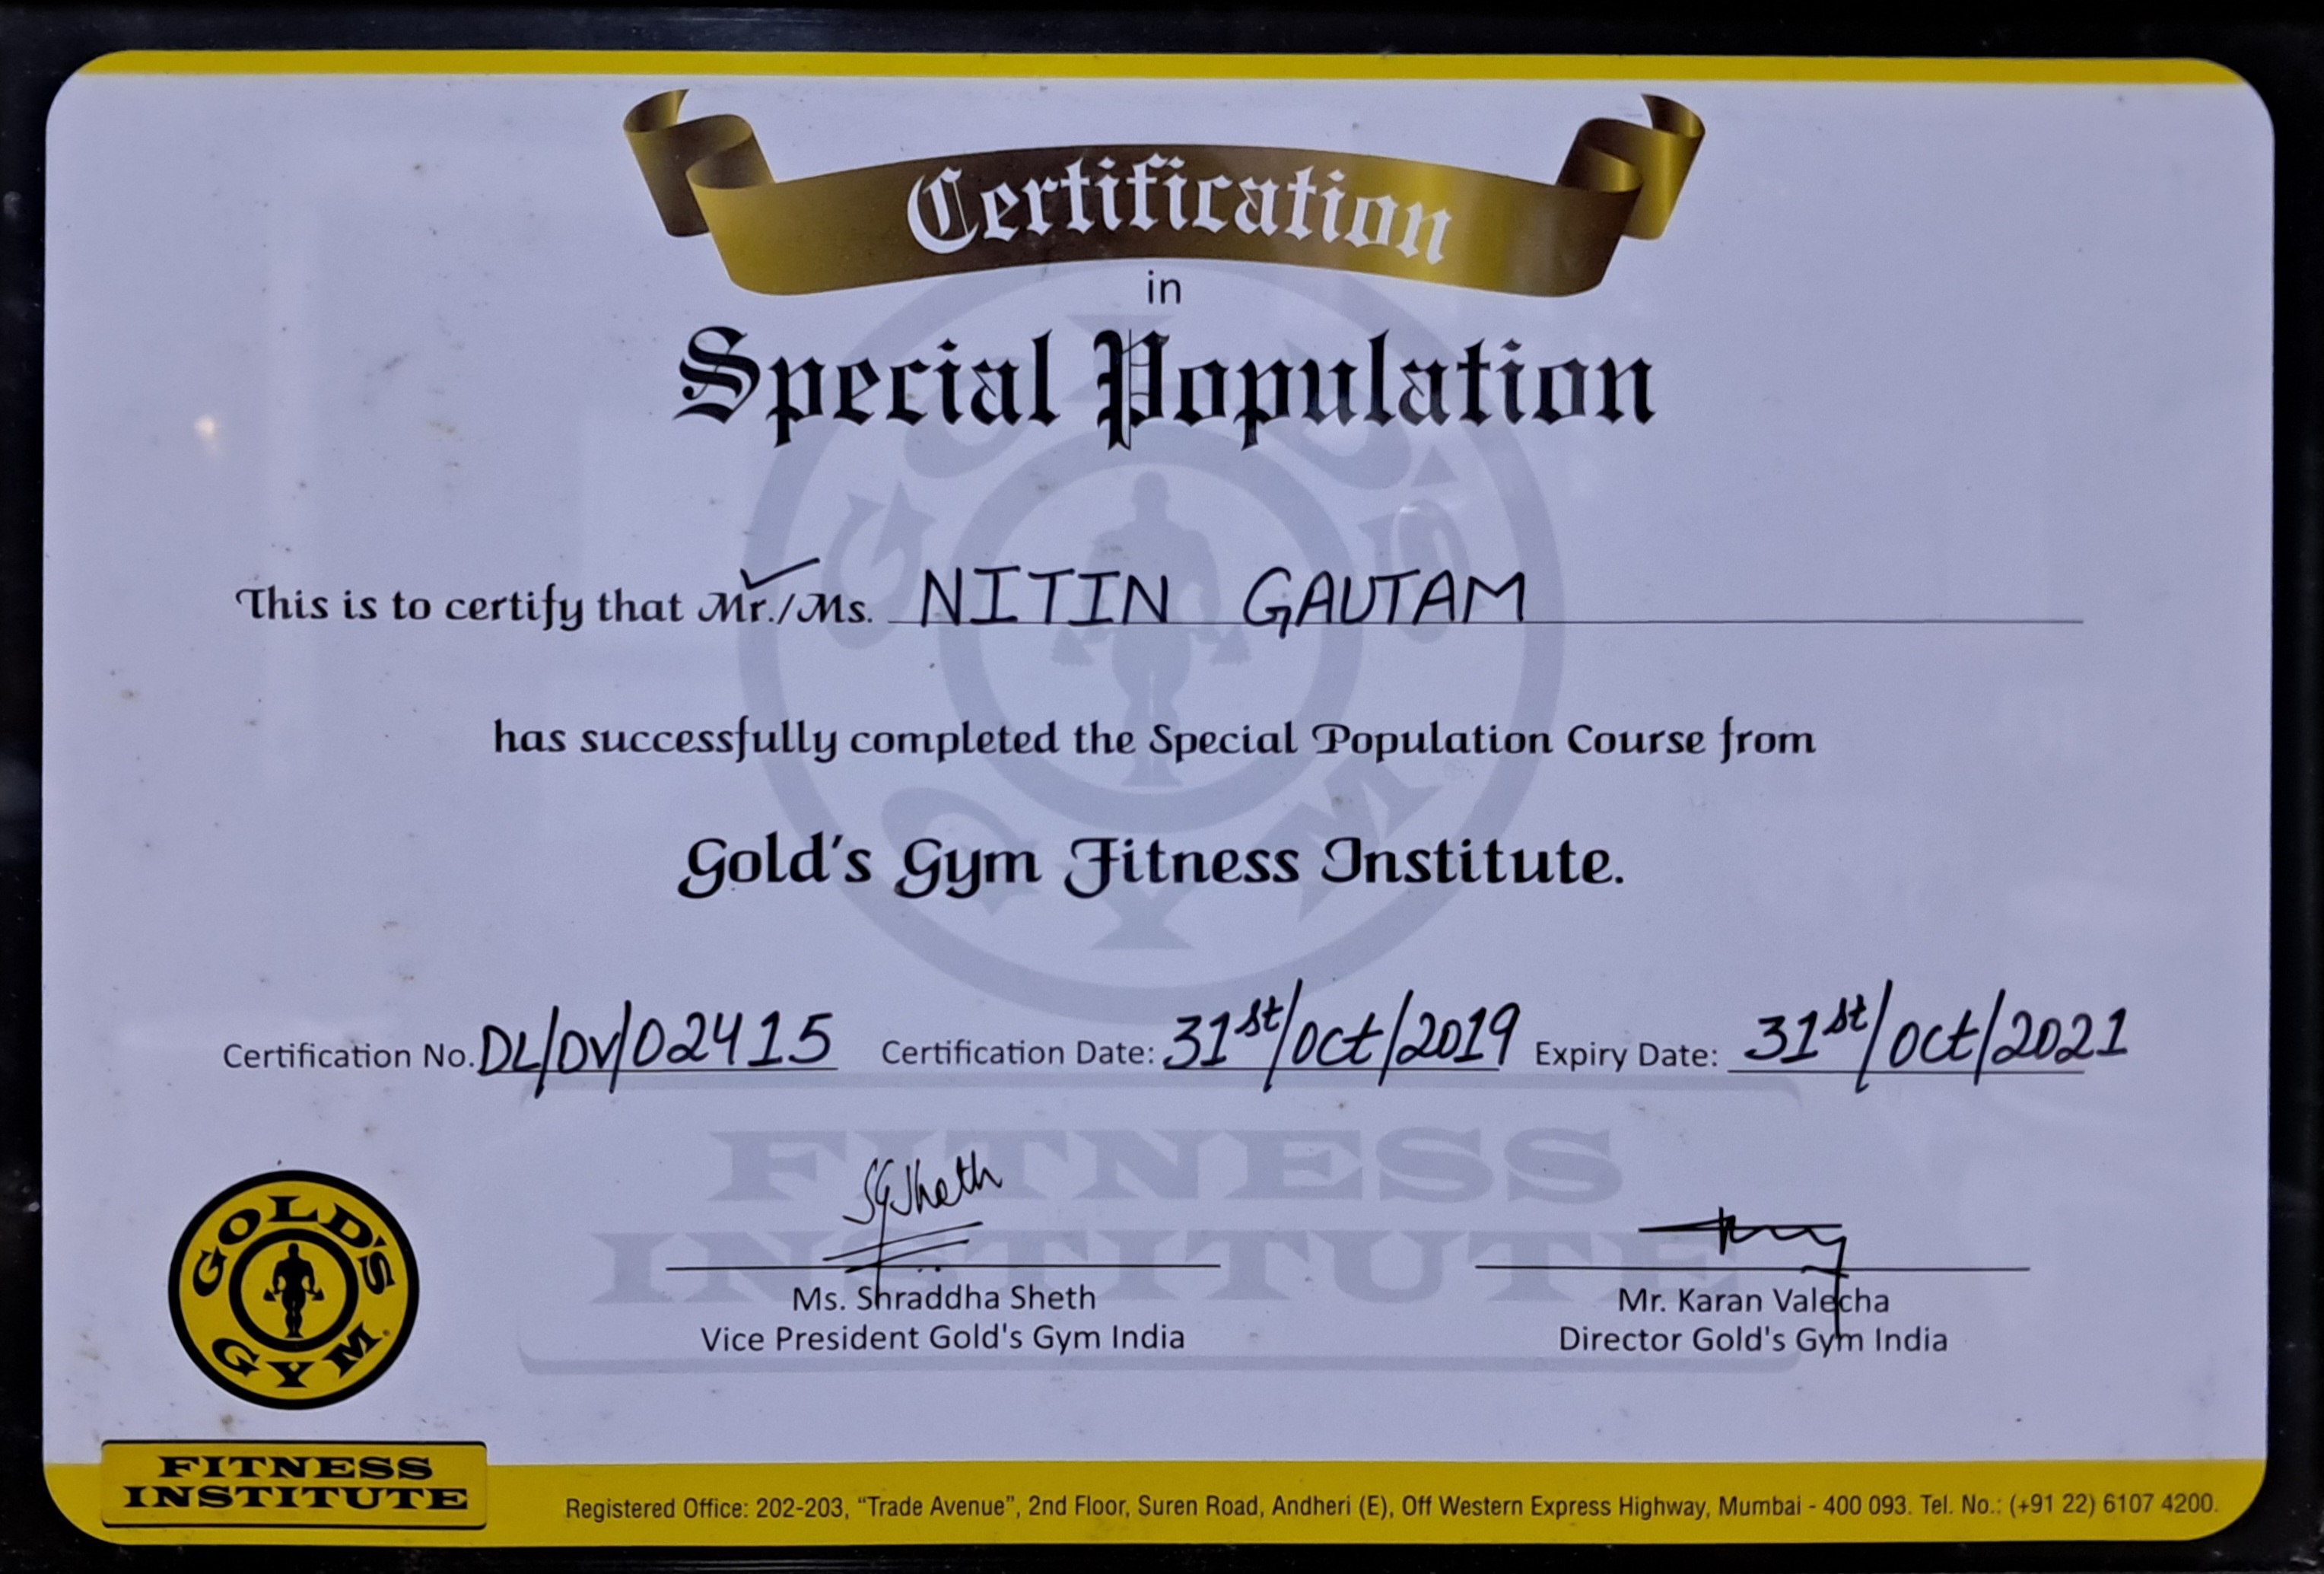 Certification
in
Special Population
This is to certify that Mr./Ms. NITIN GAUTAM
has successfully completed the Special Population Course from
Gold's Gym Fitness Institute.
Certification No. DL/DV/02415 Certification Date: 31st/Oct/2019 Expiry Date: 31st/Oct/2021
SGSheth
Ms. Shraddha Sheth
Vice President Gold's Gym India
Mr. Karan Valecha
Director Gold's Gym India
GOLD'S GYM
FITNESS
INSTITUTE
GOLD'S GYM
FITNESS
INSTITUTE
Registered Office: 202-203, “Trade Avenue”, 2nd Floor, Suren Road, Andheri (E), Off Western Express Highway, Mumbai - 400 093. Tel. No.: (+91 22) 6107 4200.